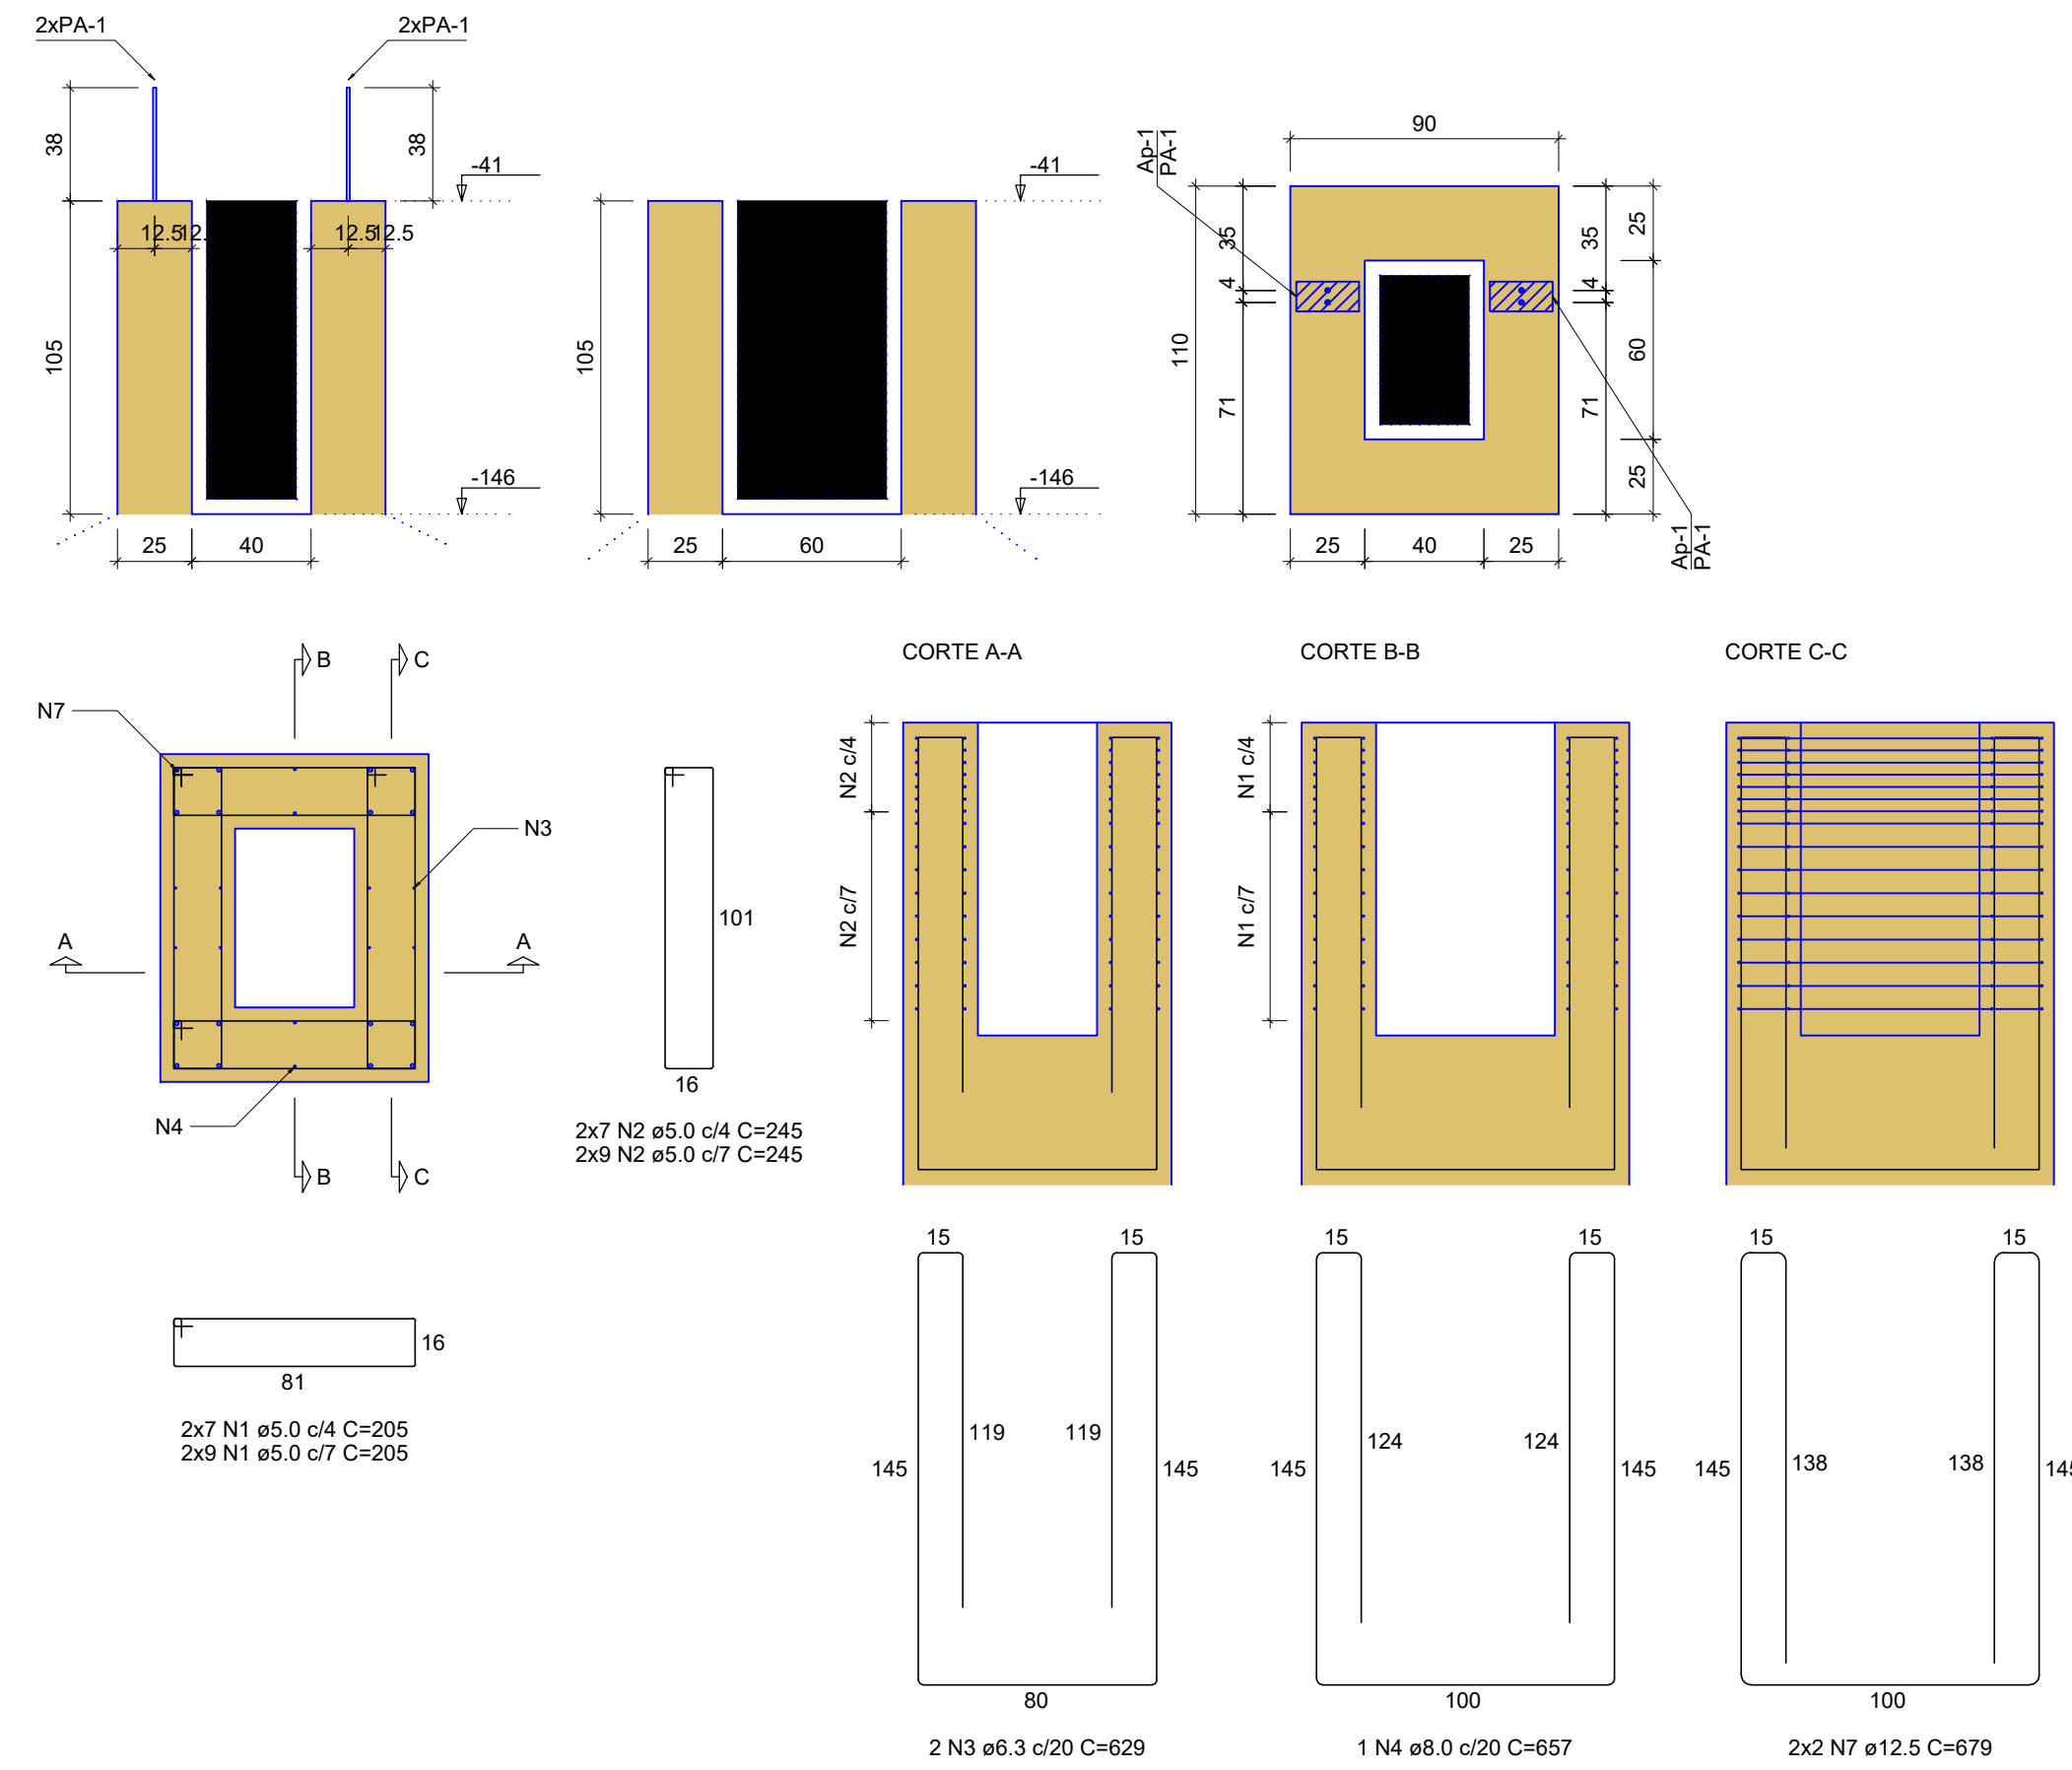 2xPA-1
2xPA-1
38
38
-41
12.5
12.
12.5
12.5
105
-146
25
40
-41
105
-146
25
60
90
Ap-1
PA-1
35
4
71
110
35
4
71
25
60
25
25
40
25
Ap-1
PA-1
B
C
N7
N3
A
A
N4
B
C
101
16
2x7 N2 ø5.0 c/4 C=245
2x9 N2 ø5.0 c/7 C=245
CORTE A-A
N2 c/4
N2 c/7
CORTE B-B
N1 c/4
N1 c/7
CORTE C-C
16
81
2x7 N1 ø5.0 c/4 C=205
2x9 N1 ø5.0 c/7 C=205
15
15
119
119
145
145
80
2 N3 ø6.3 c/20 C=629
15
15
124
124
145
145
100
1 N4 ø8.0 c/20 C=657
15
15
138
138
145
145
100
2x2 N7 ø12.5 C=679